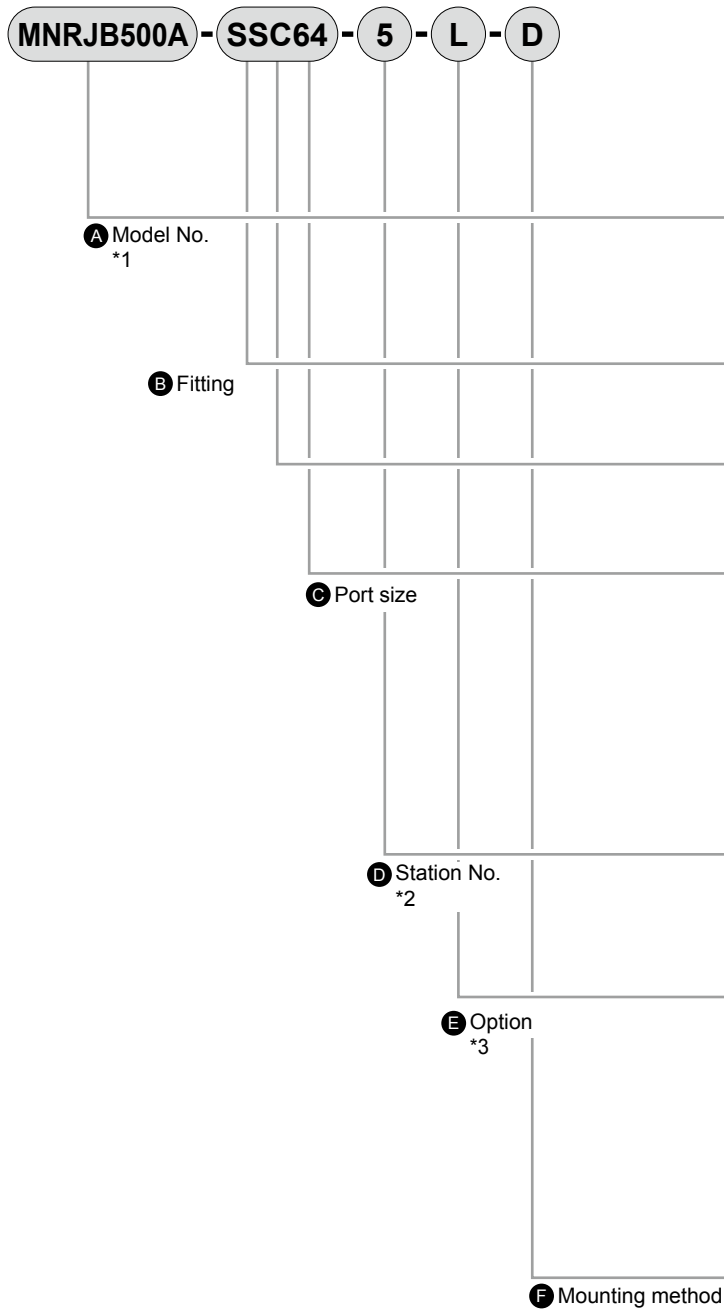 MNRJB500A-SSC64-5-L-D
A Model No.
*1
B Fitting
C Port size
D Station No.
*2
E Option
*3
F Mounting method